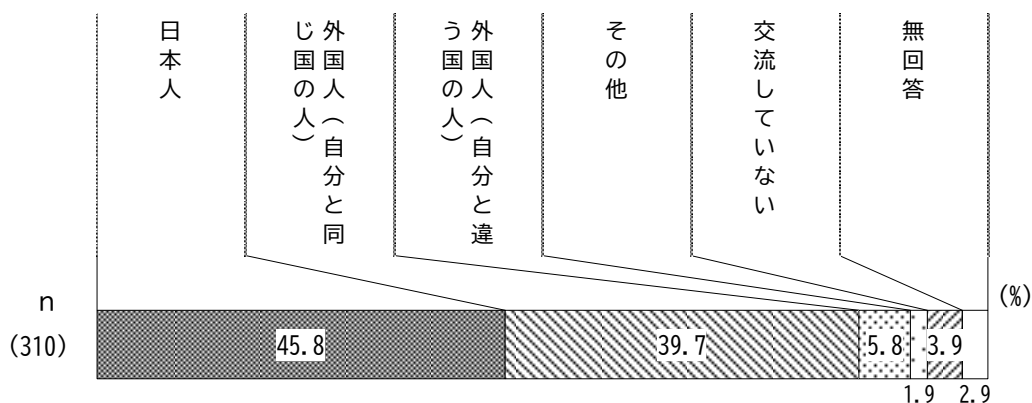 日本人
外国人（自分と同
じ国の人）
外国人（自分と違
う国の人）
その他
交流していない
無回答
n
(%)
(310)
45.8
39.7
5.8
3.9
1.9
2.9